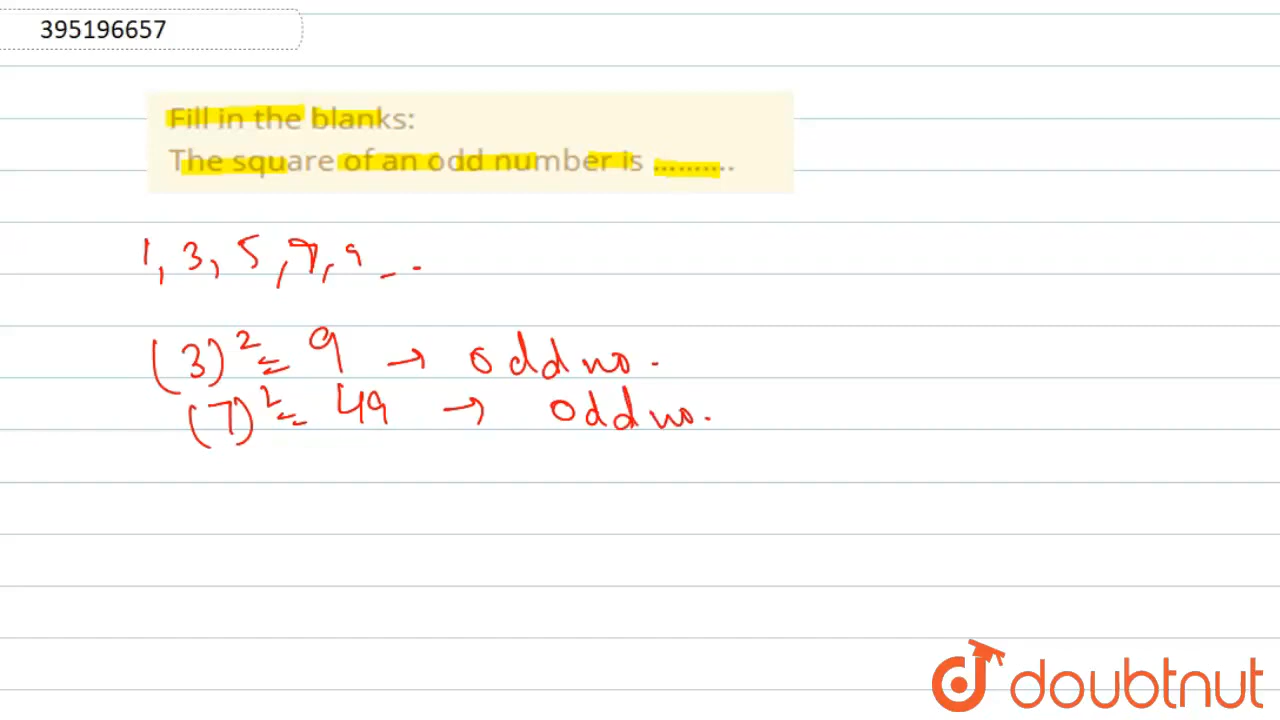 395196657
Fill in the blanks:
The square of an odd number is ..........
1, 3, 5, 7, 9 - -
(3)² = 9 → odd no.
(7)² = 49 → odd no.
doubtnut